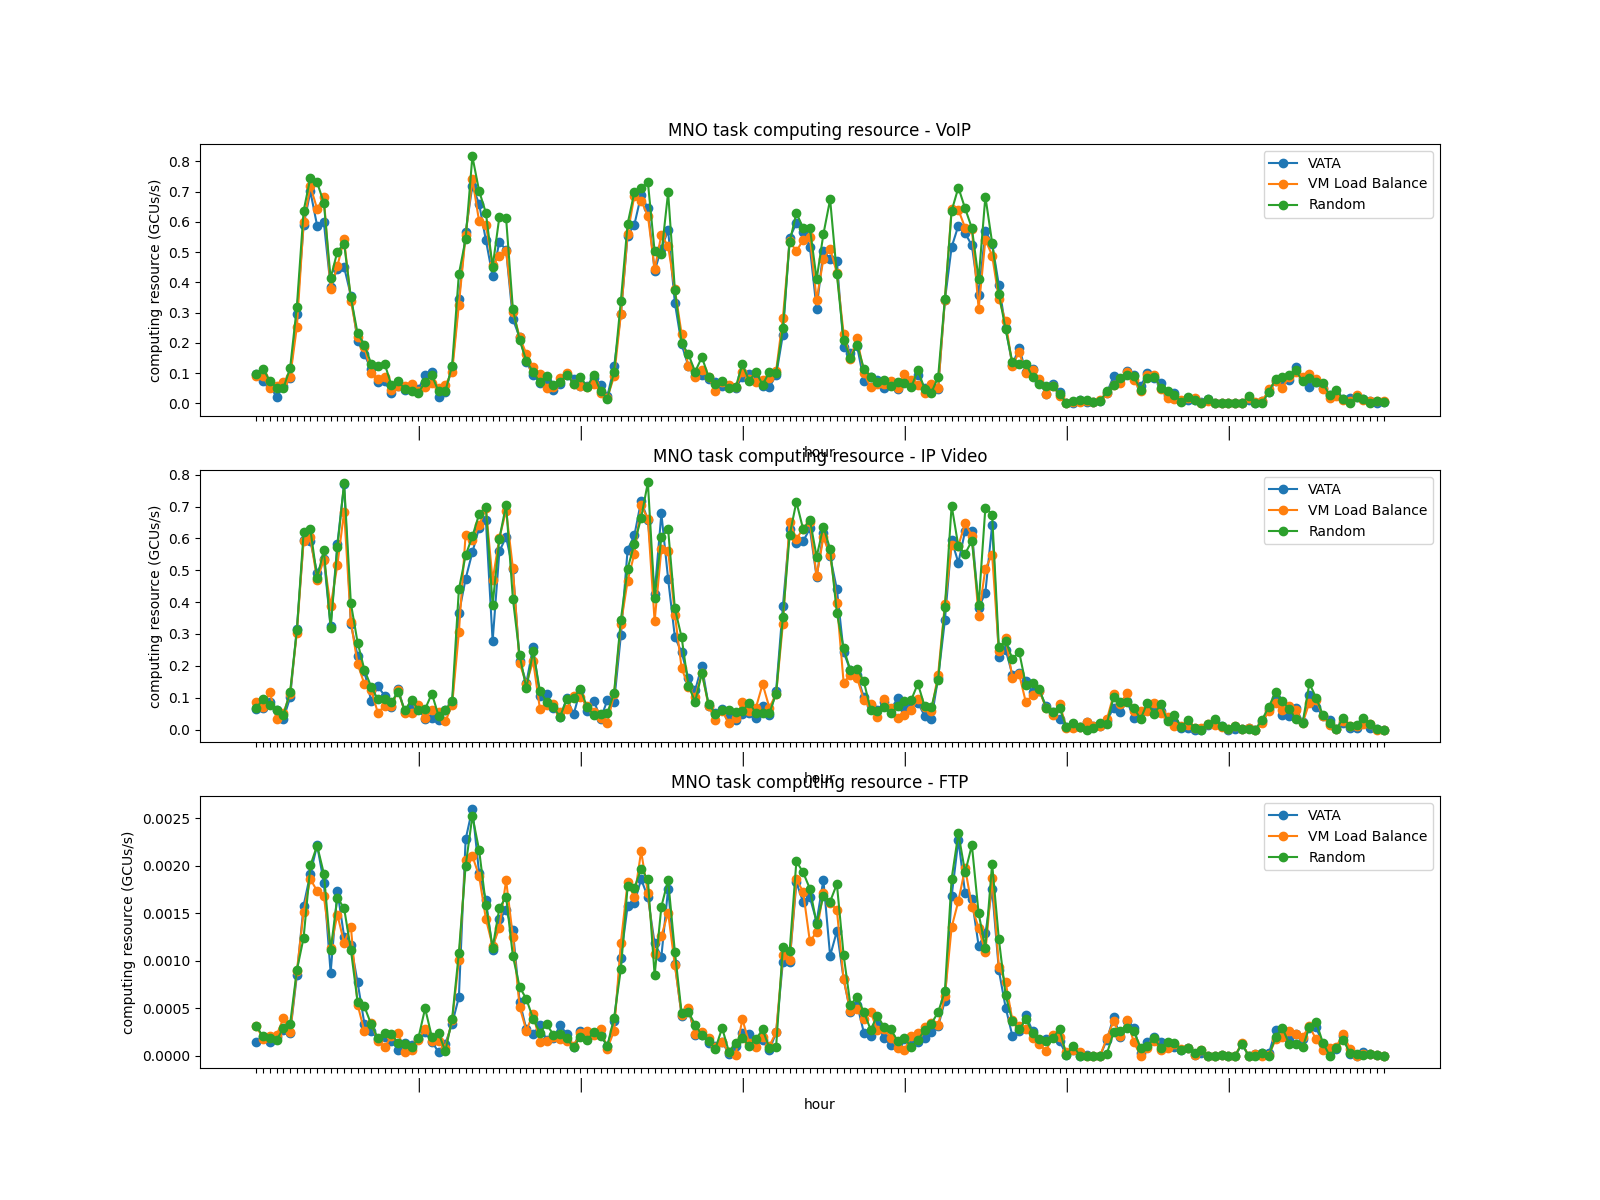 MNO task computing resource - VoIP
computing resource (GCUs/s)
0.8
0.7
0.6
0.5
0.4
0.3
0.2
0.1
0.0
VATA
VM Load Balance
Random
hour
MNO task computing resource - IP Video
computing resource (GCUs/s)
0.8
0.7
0.6
0.5
0.4
0.3
0.2
0.1
0.0
VATA
VM Load Balance
Random
hour
MNO task computing resource - FTP
computing resource (GCUs/s)
0.0025
0.0020
0.0015
0.0010
0.0005
0.0000
VATA
VM Load Balance
Random
hour